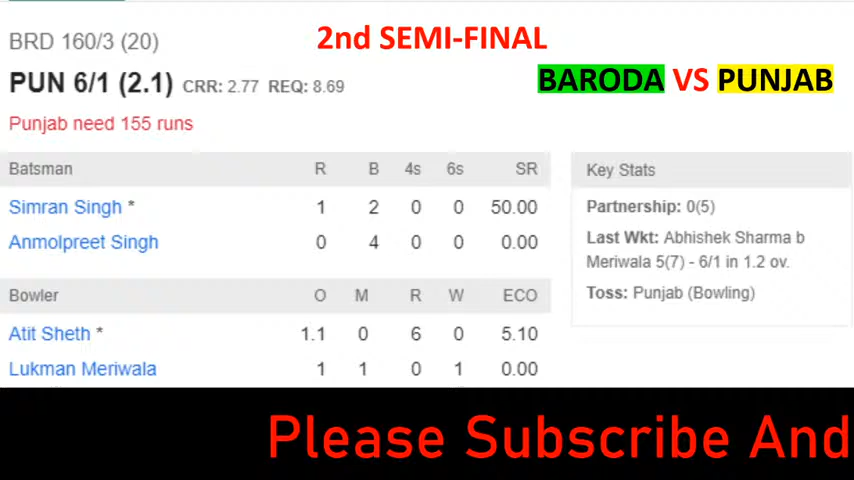 BRD 160/3 (20)
2nd SEMI-FINAL
PUN 6/1 (2.1) CRR: 2.77 REQ: 8.69
BARODA VS PUNJAB
Punjab need 155 runs
Batsman R B 4s 6s SR
Simran Singh * 1 2 0 0 50.00
Anmolpreet Singh 0 4 0 0 0.00
Bowler O M R W ECO
Atit Sheth * 1.1 0 6 0 5.10
Lukman Meriwala 1 1 0 1 0.00
Key Stats
Partnership: 0(5)
Last Wkt: Abhishek Sharma b
Meriwala 5(7) - 6/1 in 1.2 ov.
Toss: Punjab (Bowling)
Please Subscribe And